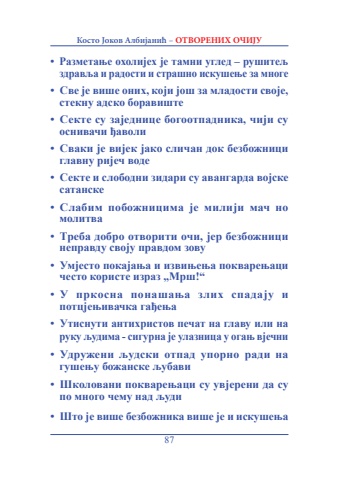 Косто Јоков Албијанић – ОТВОРЕНИХ ОЧИЈУ
• Разметање охолијех је тамни углед – рушитељ
здравља и радости и страшно искушење за многе
• Све је више оних, који још за младости своје,
стекну адско боравиште
• Секте су заједнице богоотпадника, чији су
оснивачи ђаволи
• Сваки је вијек јако сличан док безбожници
главну ријеч воде
• Секте и слободни зидари су авангарда војске
сатанске
• Слабим побожницима је милији мач но
молитва
• Треба добро отворити очи, јер безбожници
неправду своју правдом зову
• Умјесто покајања и извињења покварењаци
често користе израз „Мрш!“
• У пркосна понашања злих спадају и
потцјењивачка гађења
• Утиснути антихристов печат на главу или на
руку људима - сигурна је улазница у огањ вјечни
• Удружени људски отпад упорно ради на
гушењу божанске љубави
• Школовани покварењаци су увјерени да су
по много чему над људи
• Што је више безбожника више је и искушења
87